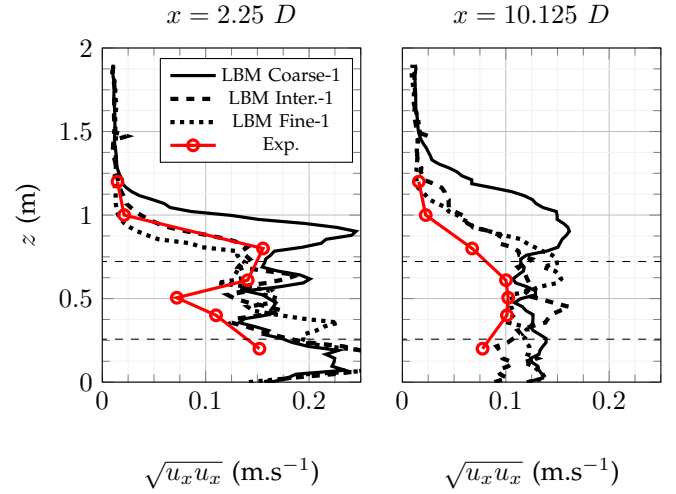 x = 2.25 D
x = 10.125 D
2
1.5
1
0.5
0
z (m)
LBM Coarse-1
LBM Inter.-1
LBM Fine-1
Exp.
0 0.1 0.2
0 0.1 0.2
√uₓuₓ (m.s⁻¹)
√uₓuₓ (m.s⁻¹)